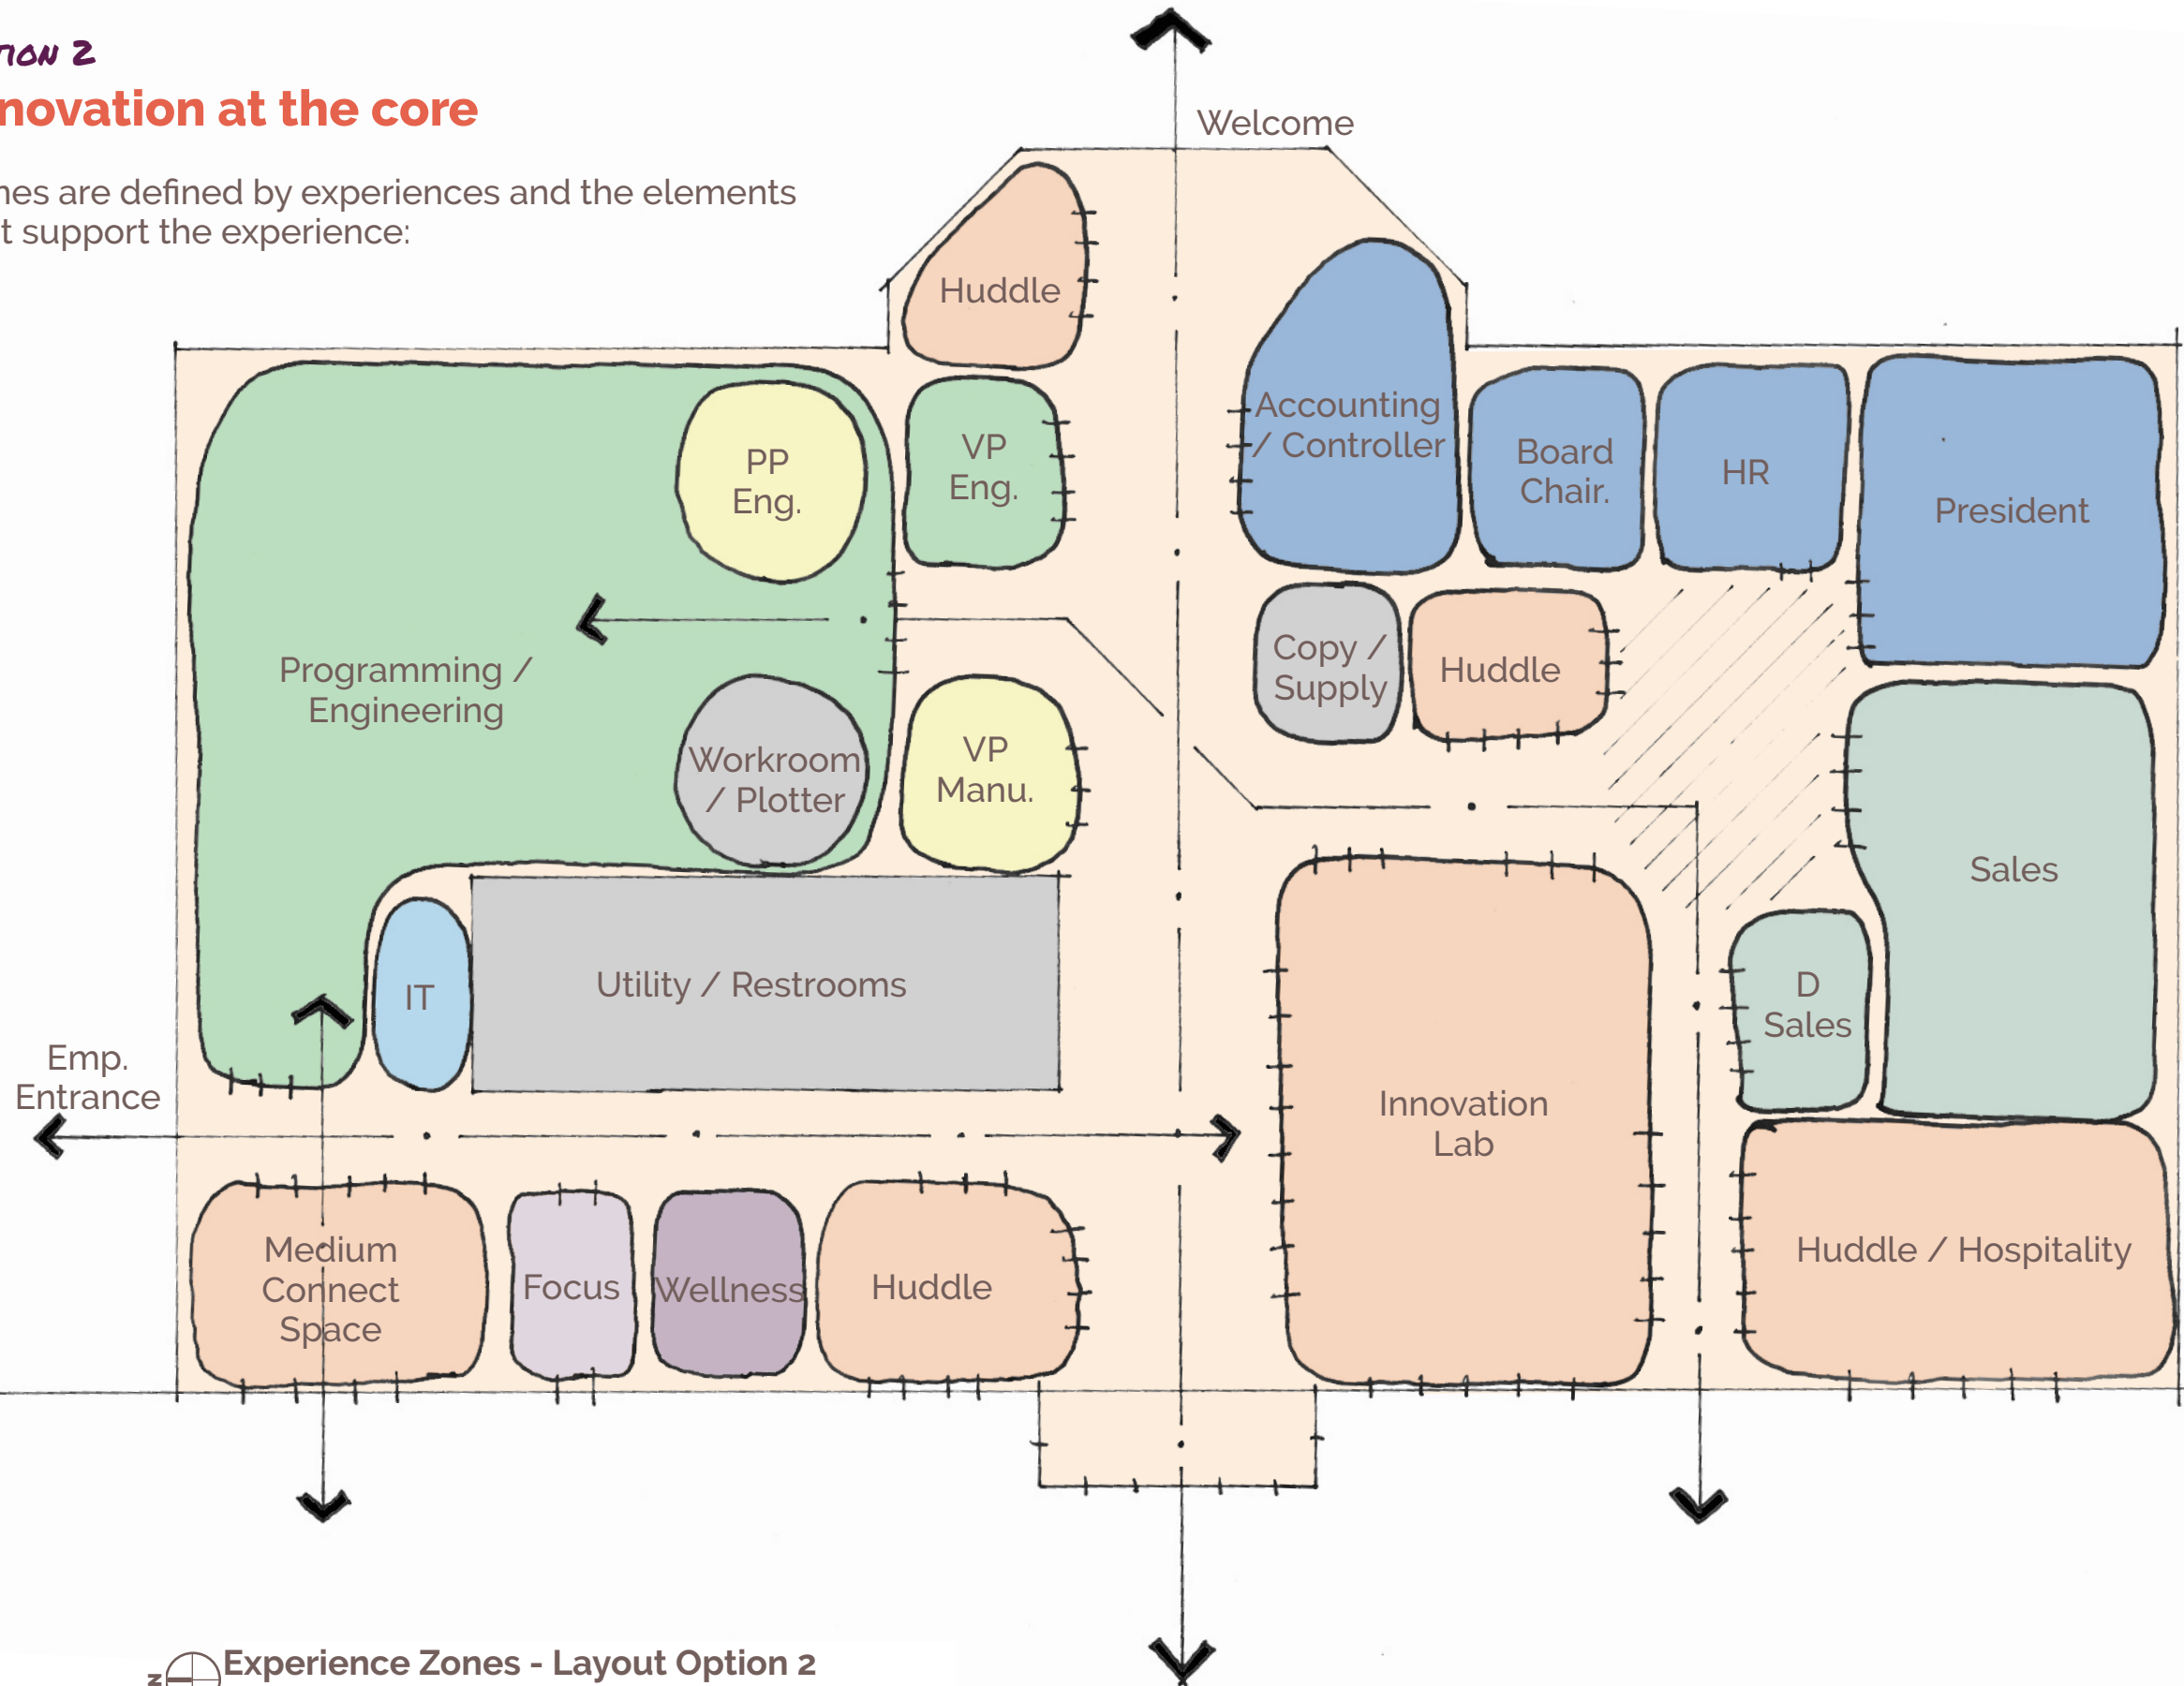 TION 2
novation at the core
nes are defined by experiences and the elements
t support the experience:
Welcome
Huddle
Accounting
/ Controller
Board
Chair.
HR
President
PP
Eng.
VP
Eng.
Programming /
Engineering
Copy /
Supply
Huddle
Workroom
/ Plotter
VP
Manu.
Sales
IT
Utility / Restrooms
D
Sales
Emp.
Entrance
Innovation
Lab
Medium
Connect
Space
Focus
Wellness
Huddle
Huddle / Hospitality
N
Experience Zones - Layout Option 2